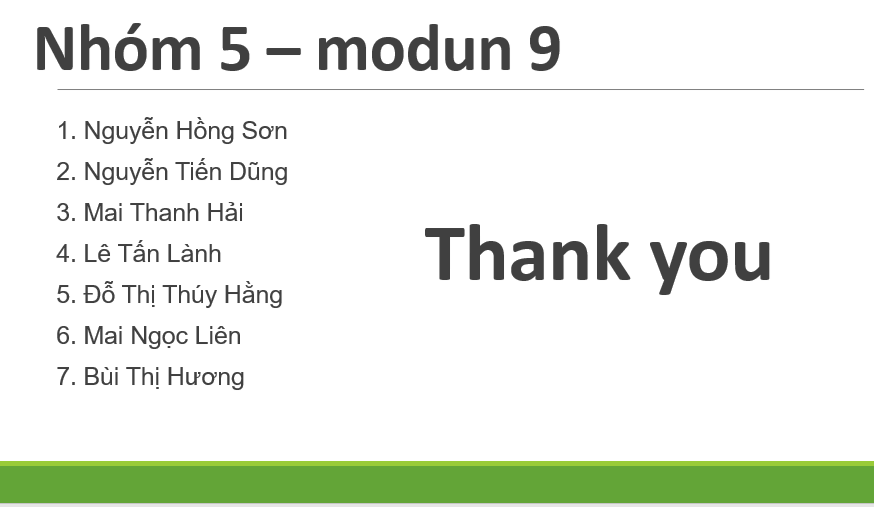 Nhóm 5 – modun 9
1. Nguyễn Hồng Sơn
2. Nguyễn Tiến Dũng
3. Mai Thanh Hải
4. Lê Tấn Lành
5. Đỗ Thị Thúy Hằng
6. Mai Ngọc Liên
7. Bùi Thị Hương
Thank you